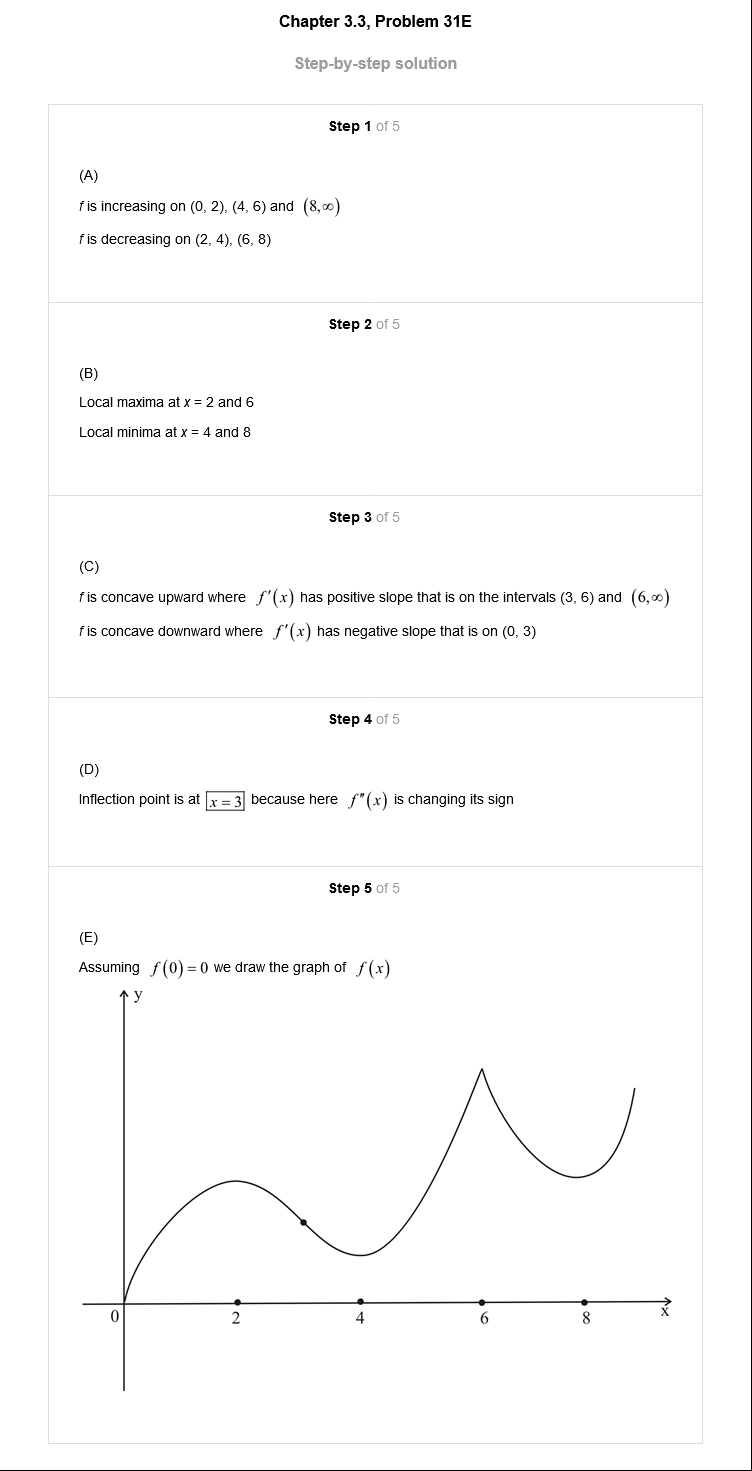 Chapter 3.3, Problem 31E
Step-by-step solution
Step 1 of 5
(A)
f is increasing on (0, 2), (4, 6) and (8,∞)
f is decreasing on (2, 4), (6, 8)
Step 2 of 5
(B)
Local maxima at x = 2 and 6
Local minima at x = 4 and 8
Step 3 of 5
(C)
f is concave upward where f′(x) has positive slope that is on the intervals (3, 6) and (6,∞)
f is concave downward where f′(x) has negative slope that is on (0, 3)
Step 4 of 5
(D)
Inflection point is at x = 3 because here f″(x) is changing its sign
Step 5 of 5
(E)
Assuming f(0) = 0 we draw the graph of f(x)
y
0 2 4 6 8 x